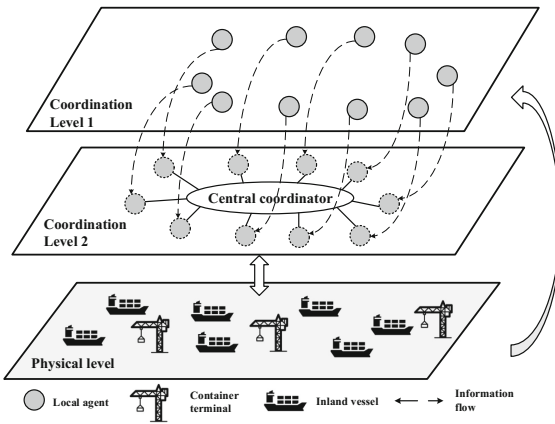 Coordination
Level 1
Central coordinator
Coordination
Level 2
Physical level
Local agent
Container
terminal
Inland vessel
Information
flow